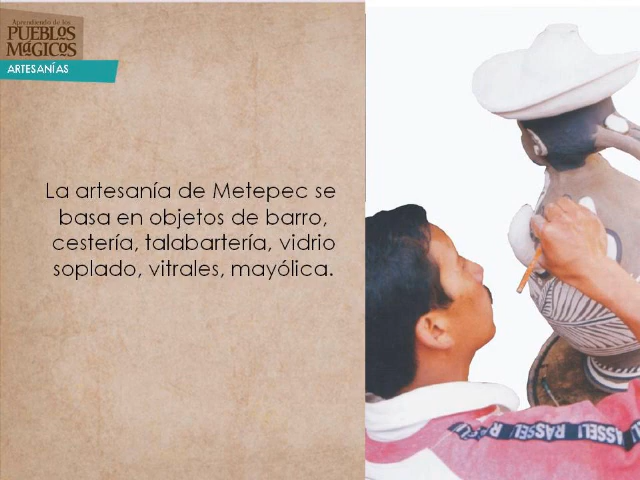 Aprendiendo de los
PUEBLOS
MÁGICOS
ARTESANÍAS
La artesanía de Metepec se
basa en objetos de barro,
cestería, talabartería, vidrio
soplado, vitrales, mayólica.
RASSEL!